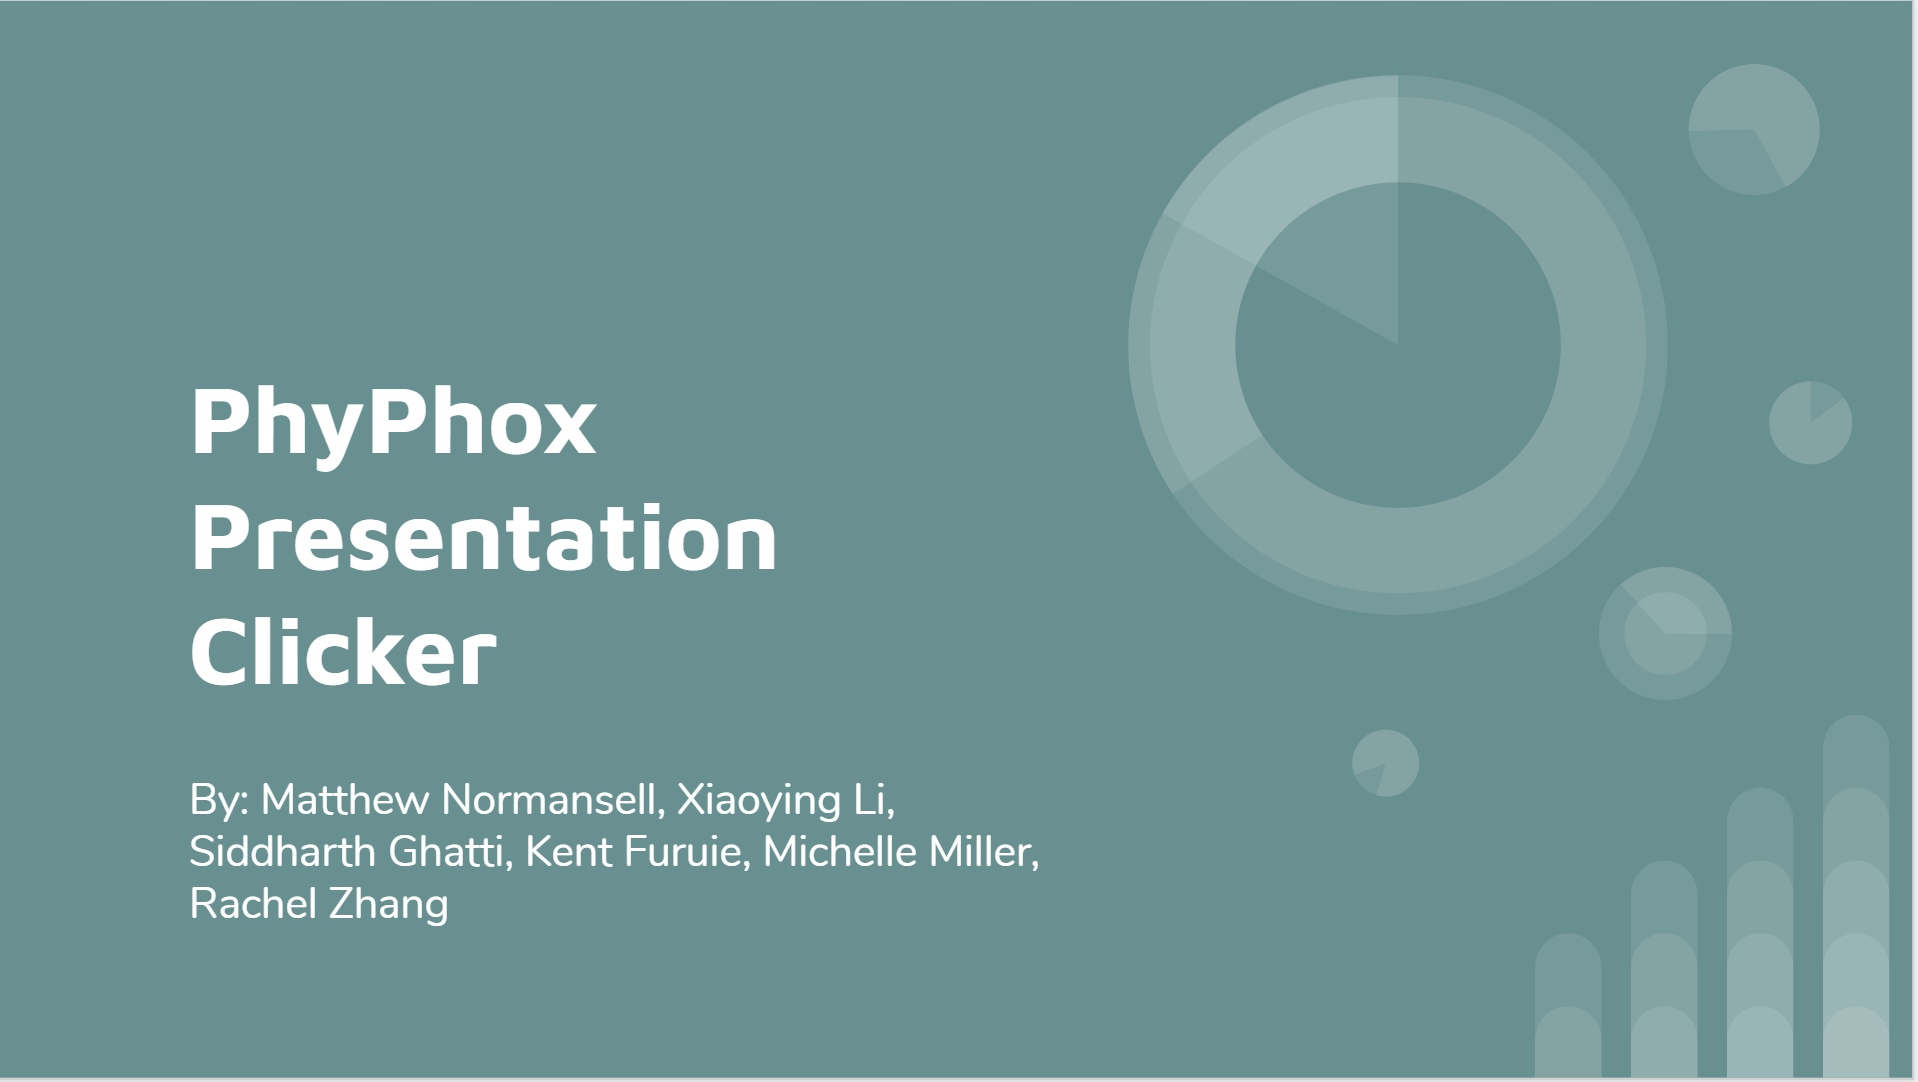 PhyPhox
Presentation
Clicker
By: Matthew Normansell, Xiaoying Li,
Siddharth Ghatti, Kent Furuie, Michelle Miller,
Rachel Zhang